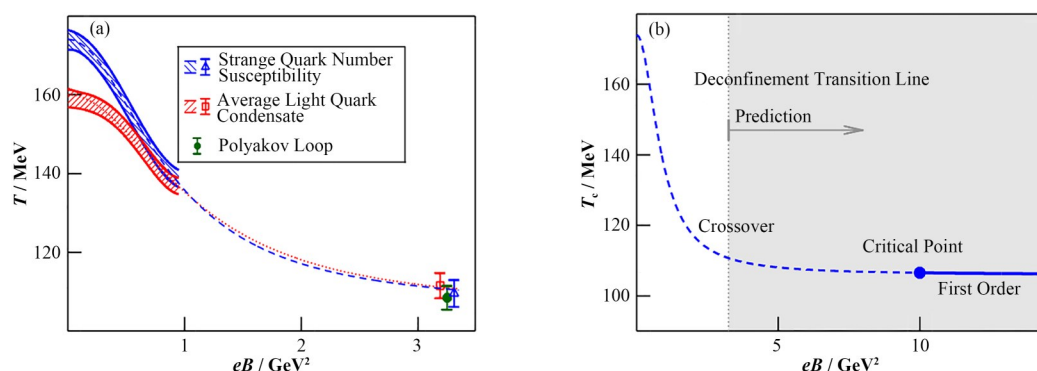 (a)
Strange Quark Number
Susceptibility
Average Light Quark
Condensate
Polyakov Loop
T / MeV
160
140
120
1
2
3
eB / GeV²
(b)
Deconfinement Transition Line
Prediction
Crossover
Critical Point
First Order
T_c / MeV
160
140
120
100
5
10
eB / GeV²